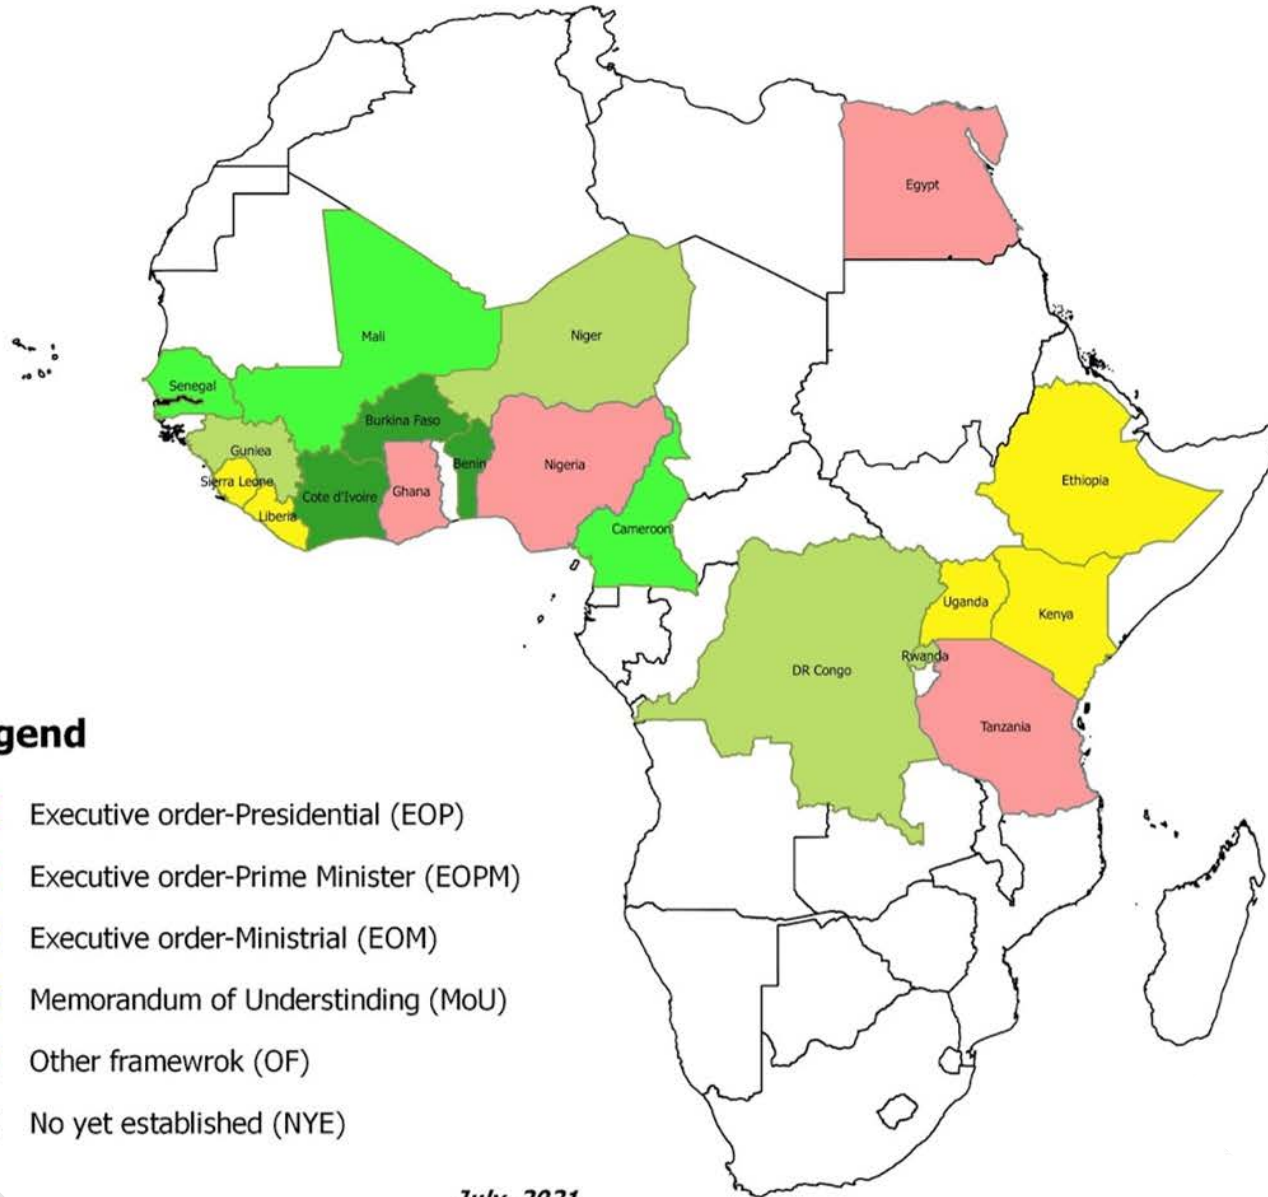 Egypt
Mali
Niger
Senegal
Burkina Faso
Guniea
Benin
Nigeria
Sierra Leone
Cote d'Ivoire
Ghana
Ethiopia
Liberia
Cameroon
Uganda
Kenya
Rwanda
DR Congo
Tanzania
gend
Executive order-Presidential (EOP)
Executive order-Prime Minister (EOPM)
Executive order-Ministrial (EOM)
Memorandum of Understinding (MoU)
Other framewrok (OF)
No yet established (NYE)
July, 2021